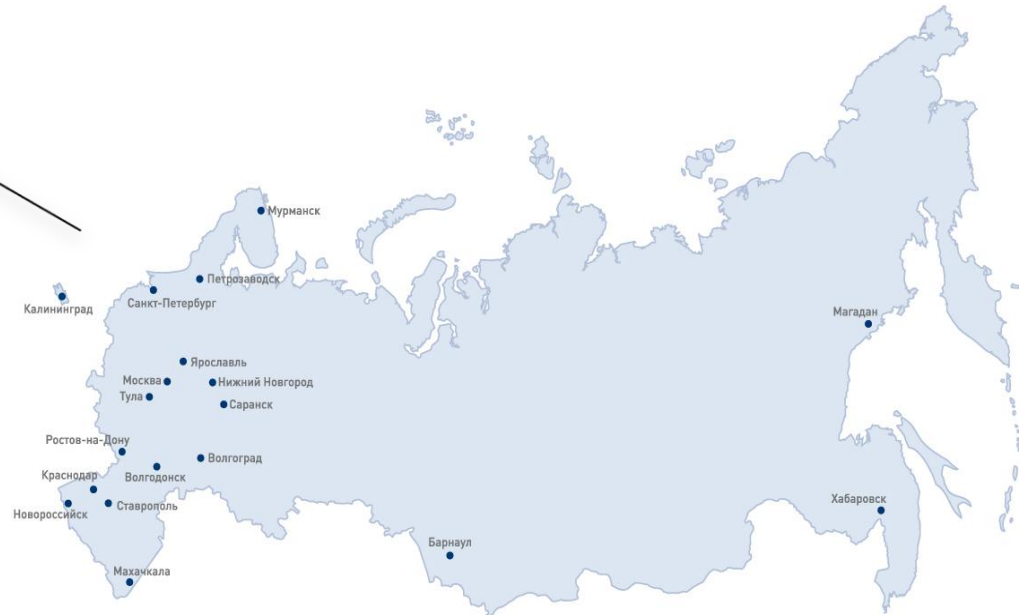 Мурманск
Петрозаводск
Санкт-Петербург
Калининград
Магадан
Ярославль
Москва
Нижний Новгород
Тула
Саранск
Ростов-на-Дону
Волгоград
Краснодар
Волгодонск
Хабаровск
Ставрополь
Новороссийск
Барнаул
Махачкала